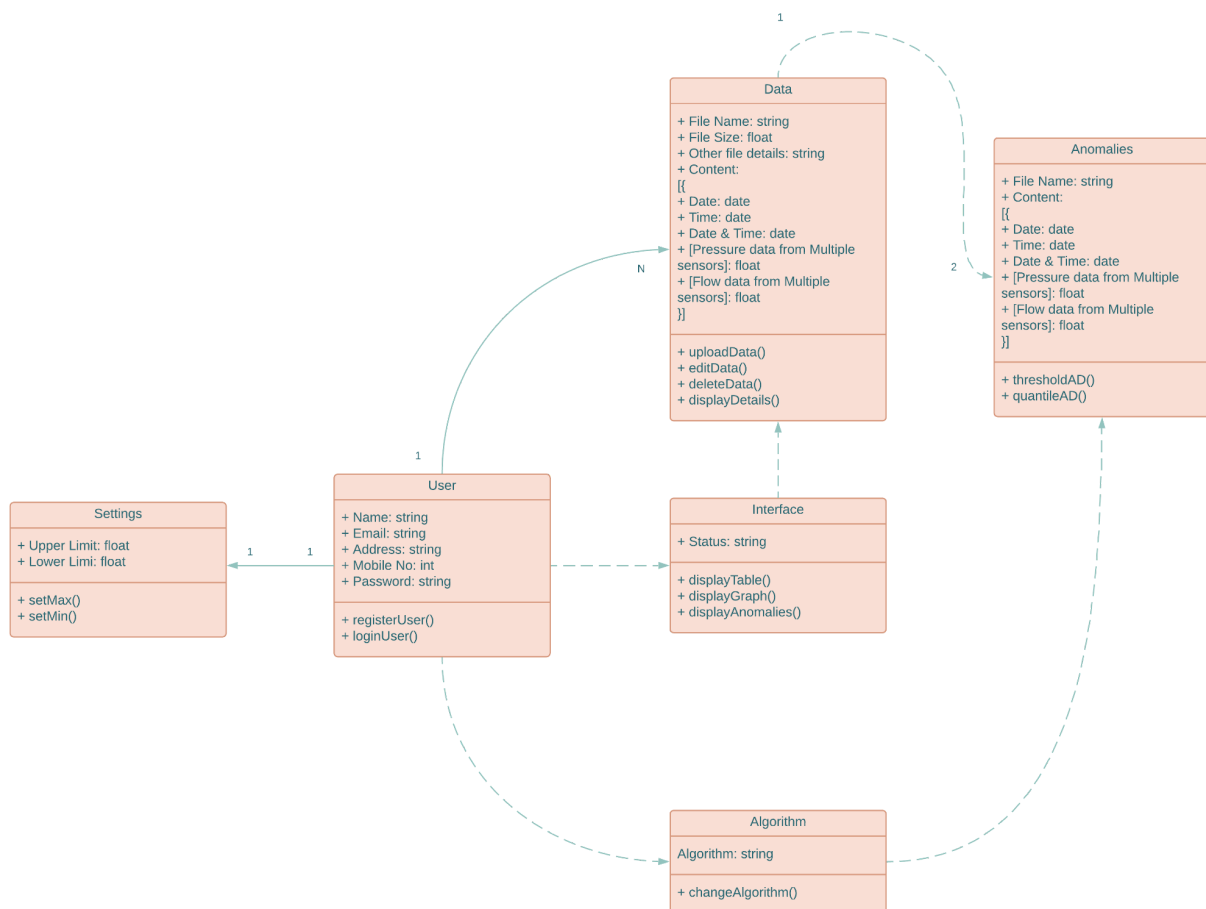 1
Data
+ File Name: string
+ File Size: float
+ Other file details: string
+ Content:
[{
+ Date: date
+ Time: date
+ Date & Time: date
+ [Pressure data from Multiple
sensors]: float
+ [Flow data from Multiple
sensors]: float
}]
+ uploadData()
+ editData()
+ deleteData()
+ displayDetails()
Anomalies
+ File Name: string
+ Content:
[{
+ Date: date
+ Time: date
+ Date & Time: date
+ [Pressure data from Multiple
sensors]: float
+ [Flow data from Multiple
sensors]: float
}]
+ thresholdAD()
+ quantileAD()
2
N
1
User
+ Name: string
+ Email: string
+ Address: string
+ Mobile No: int
+ Password: string
+ registerUser()
+ loginUser()
Settings
+ Upper Limit: float
+ Lower Limi: float
+ setMax()
+ setMin()
1
1
Interface
+ Status: string
+ displayTable()
+ displayGraph()
+ displayAnomalies()
Algorithm
Algorithm: string
+ changeAlgorithm()